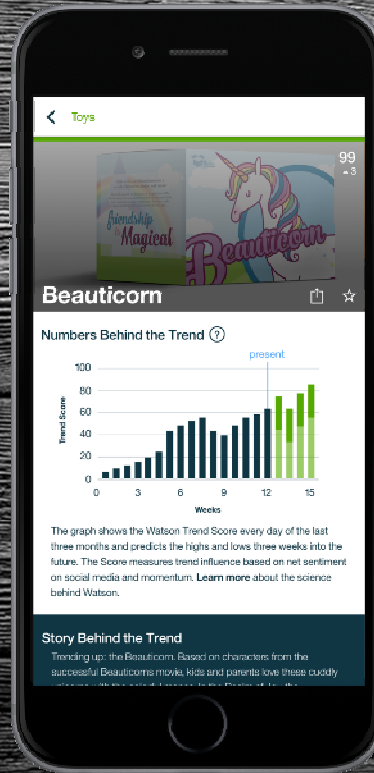 Toys
99
3
friendship
Magical
Beauticorn
Beauticorn
Numbers Behind the Trend ?
present
100
80
60
40
20
0
Trend Score
0 3 6 9 12 15
Weeks
The graph shows the Watson Trend Score every day of the last
three months and predicts the highs and lows three weeks into the
future. The Score measures trend influence based on net sentiment
on social media and momentum. Learn more about the science
behind Watson.
Story Behind the Trend
Trending up: the Beauticorn. Based on characters from the
successful Beauticorns movie, kids and parents love these cuddly